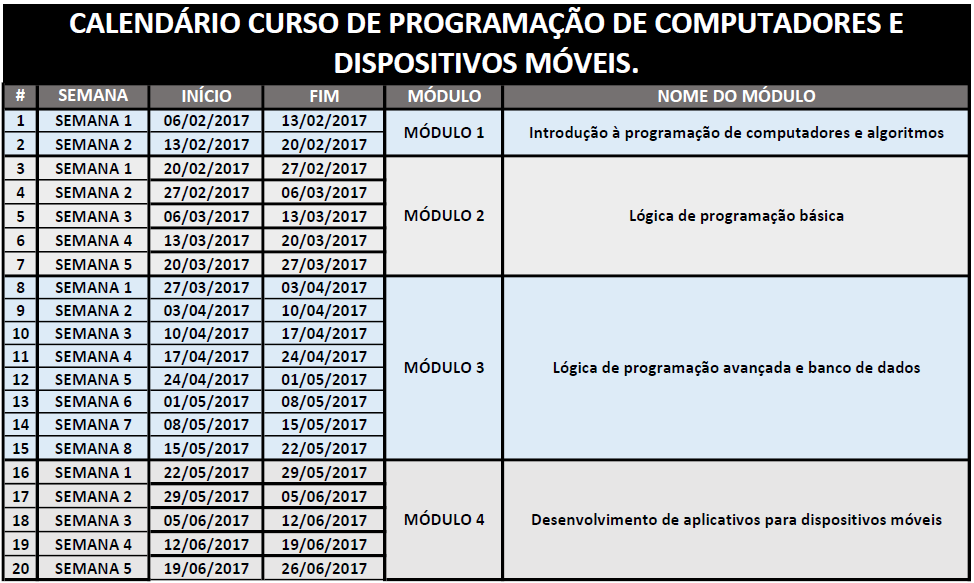 CALENDÁRIO CURSO DE PROGRAMAÇÃO DE COMPUTADORES E
DISPOSITIVOS MÓVEIS.
# SEMANA INÍCIO FIM MÓDULO NOME DO MÓDULO
1 SEMANA 1 06/02/2017 13/02/2017
MÓDULO 1 Introdução à programação de computadores e algoritmos
2 SEMANA 2 13/02/2017 20/02/2017
3 SEMANA 1 20/02/2017 27/02/2017
4 SEMANA 2 27/02/2017 06/03/2017
5 SEMANA 3 06/03/2017 13/03/2017 MÓDULO 2 Lógica de programação básica
6 SEMANA 4 13/03/2017 20/03/2017
7 SEMANA 5 20/03/2017 27/03/2017
8 SEMANA 1 27/03/2017 03/04/2017
9 SEMANA 2 03/04/2017 10/04/2017
10 SEMANA 3 10/04/2017 17/04/2017
11 SEMANA 4 17/04/2017 24/04/2017
MÓDULO 3 Lógica de programação avançada e banco de dados
12 SEMANA 5 24/04/2017 01/05/2017
13 SEMANA 6 01/05/2017 08/05/2017
14 SEMANA 7 08/05/2017 15/05/2017
15 SEMANA 8 15/05/2017 22/05/2017
16 SEMANA 1 22/05/2017 29/05/2017
17 SEMANA 2 29/05/2017 05/06/2017
18 SEMANA 3 05/06/2017 12/06/2017 MÓDULO 4 Desenvolvimento de aplicativos para dispositivos móveis
19 SEMANA 4 12/06/2017 19/06/2017
20 SEMANA 5 19/06/2017 26/06/2017